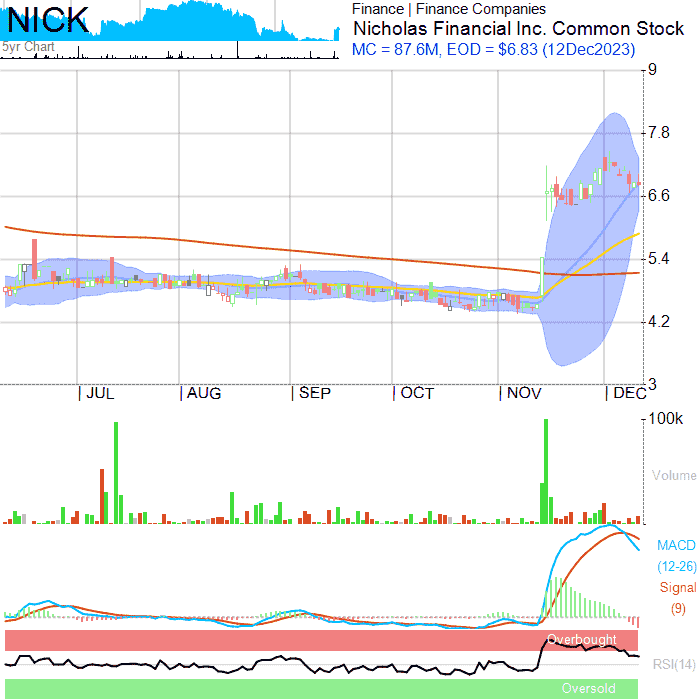 NICK
5yr Chart
Finance | Finance Companies
Nicholas Financial Inc. Common Stock
MC = 87.6M, EOD = $6.83 (12Dec2023)
9
7.8
6.6
5.4
4.2
3
| JUL | AUG | SEP | OCT | NOV | DEC
100k
Volume
MACD
(12-26)
Signal
(9)
Overbought
RSI(14)
Oversold